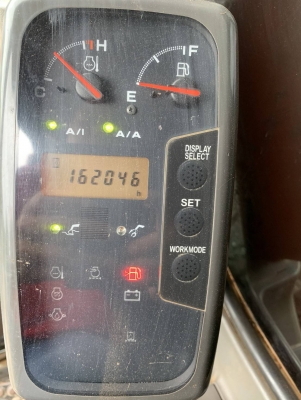 H
F
C
E
A/I
A/A
DISPLAY
SELECT
162046
h
SET
WORKMODE